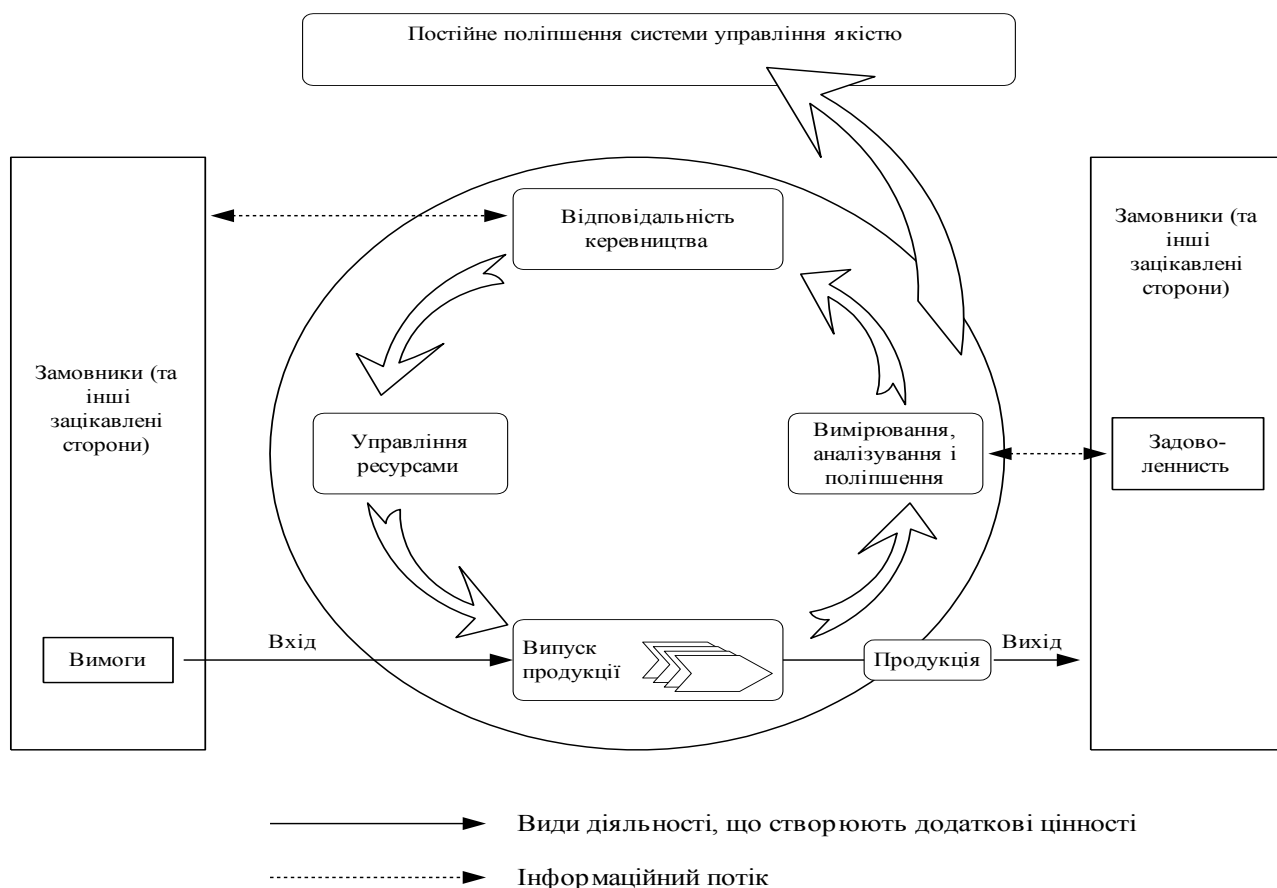 Постійне поліпшення системи управління якістю
Відповідальність
керевництва
Замовники (та
інші
зацікавлені
сторони)
Замовники (та
інші
зацікавлені
сторони)
Управління
ресурсами
Вимірювання,
аналізування і
поліпшення
Задово-
леннисть
Вимоги
Вхід
Випуск
продукції
Продукція
Вихід
Види діяльності, що створюють додаткові цінності
Інформаційний потік